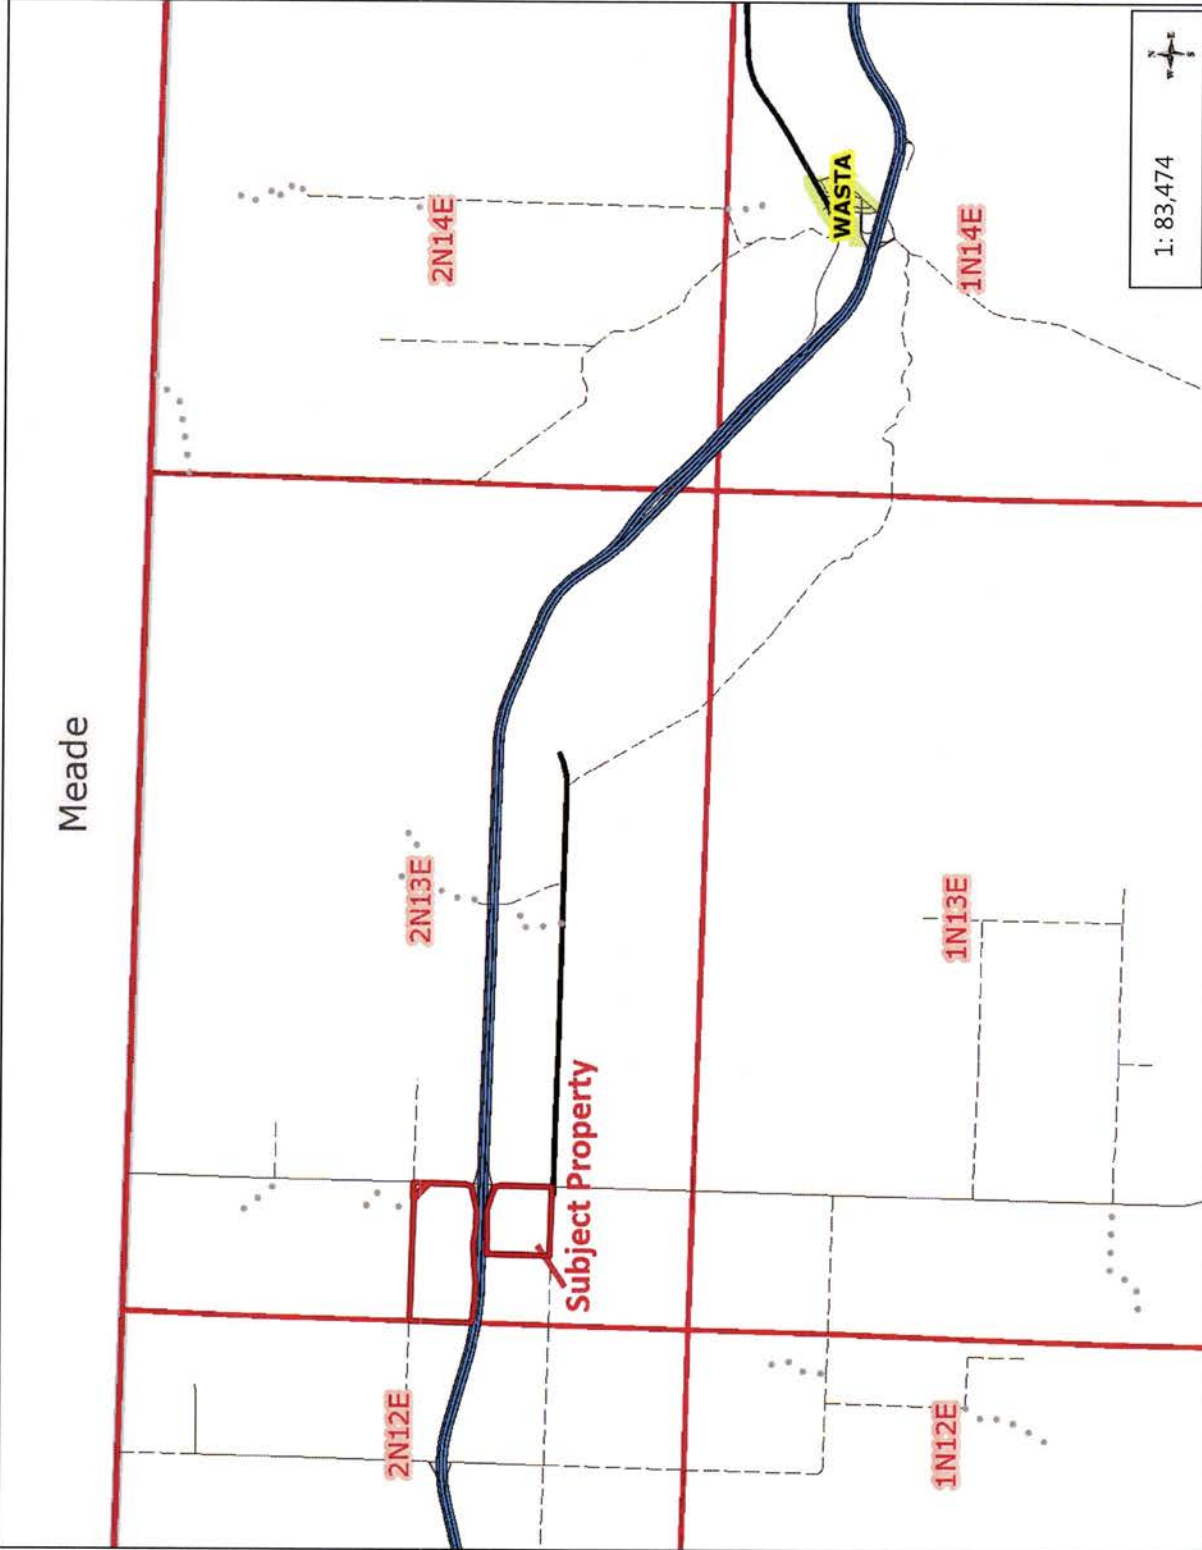 Meade
2N12E
2N13E
2N14E
Subject Property
WASTA
1N12E
1N13E
1N14E
1: 83,474
N
W
E
S